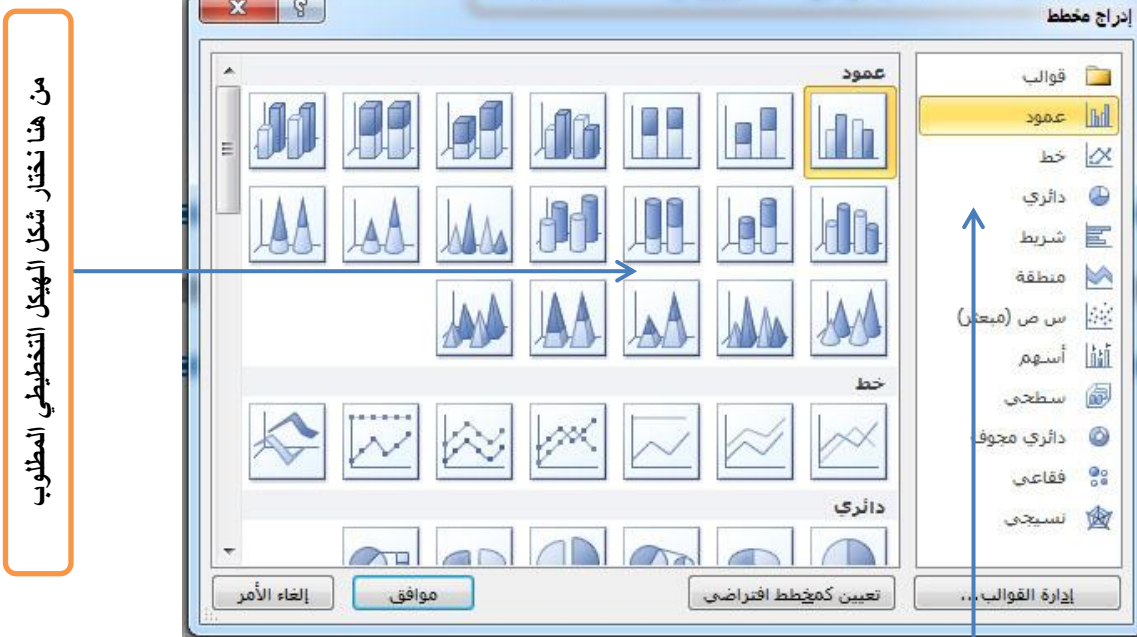 إدراج مخطط
قوالب
عمود
خط
دائري
شريط
منطقة
س ص (مبعثر)
أسهم
سطحي
دائري مجوف
فقاعي
نسيجي
إدارة القوالب...
عمود
خط
دائري
تعيين كمخطط افتراضي
موافق
إلغاء الأمر
من هنا نختار شكل الهيكل التخطيطي المطلوب